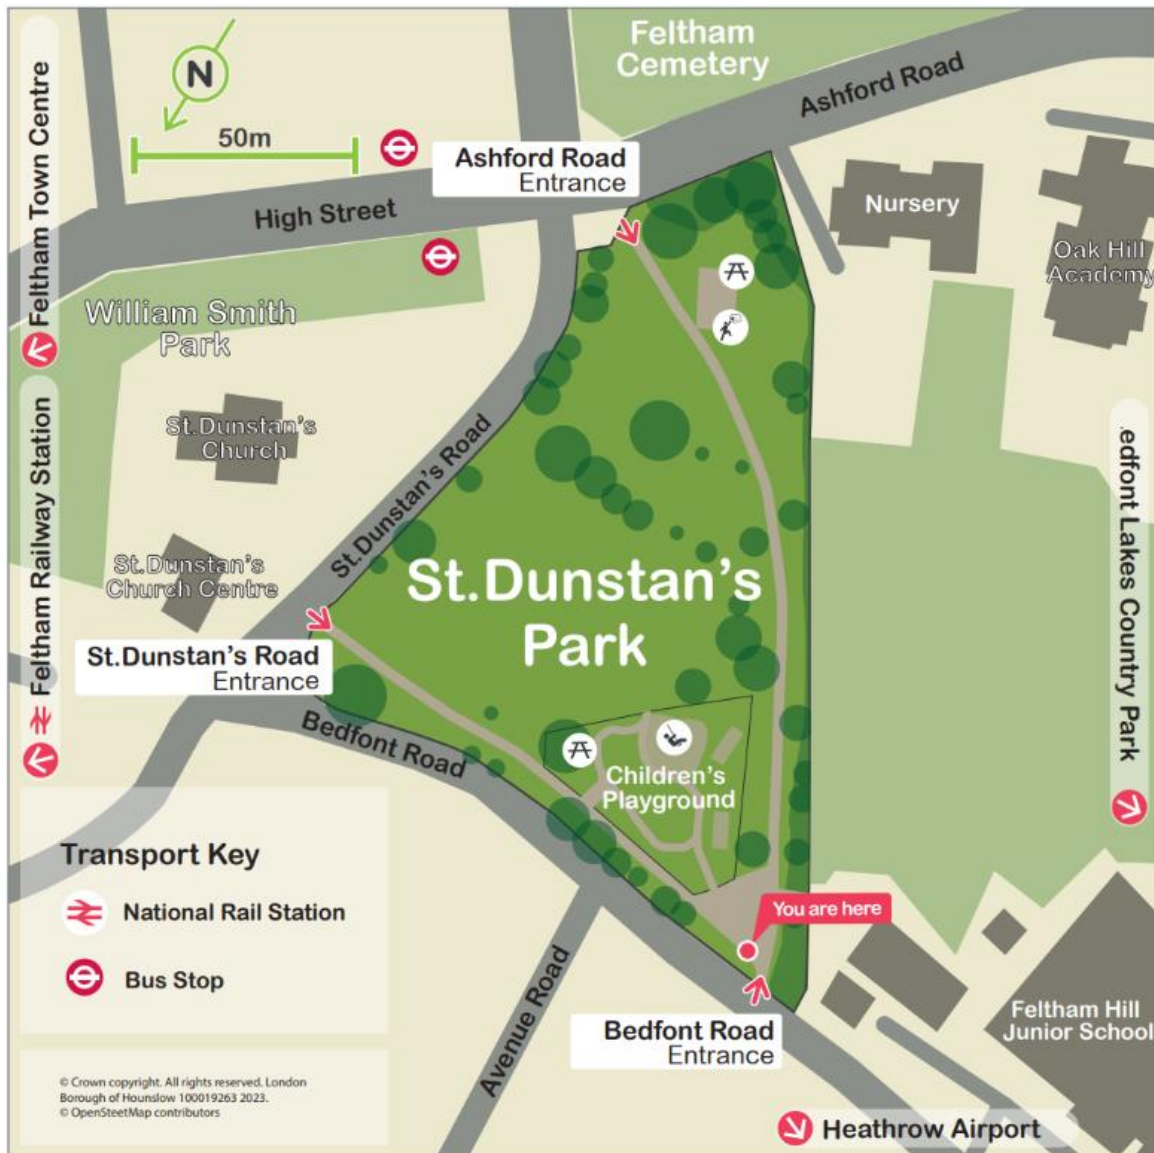 Feltham Town Centre
N
50m
Feltham
Cemetery
Ashford Road
Ashford Road
Entrance
High Street
Nursery
Oak Hill
Academy
William Smith
Park
St.Dunstan's
Church
St.Dunstan's Road
Feltham Railway Station
St.Dunstan's
Church Centre
St.Dunstan's
Park
.edfont Lakes Country Park
St.Dunstan's Road
Entrance
Bedfont Road
Children's
Playground
Transport Key
National Rail Station
Bus Stop
You are here
Avenue Road
Bedfont Road
Entrance
Feltham Hill
Junior School
© Crown copyright. All rights reserved. London
Borough of Hounslow 100019263 2023.
© OpenSteetMap contributors
Heathrow Airport